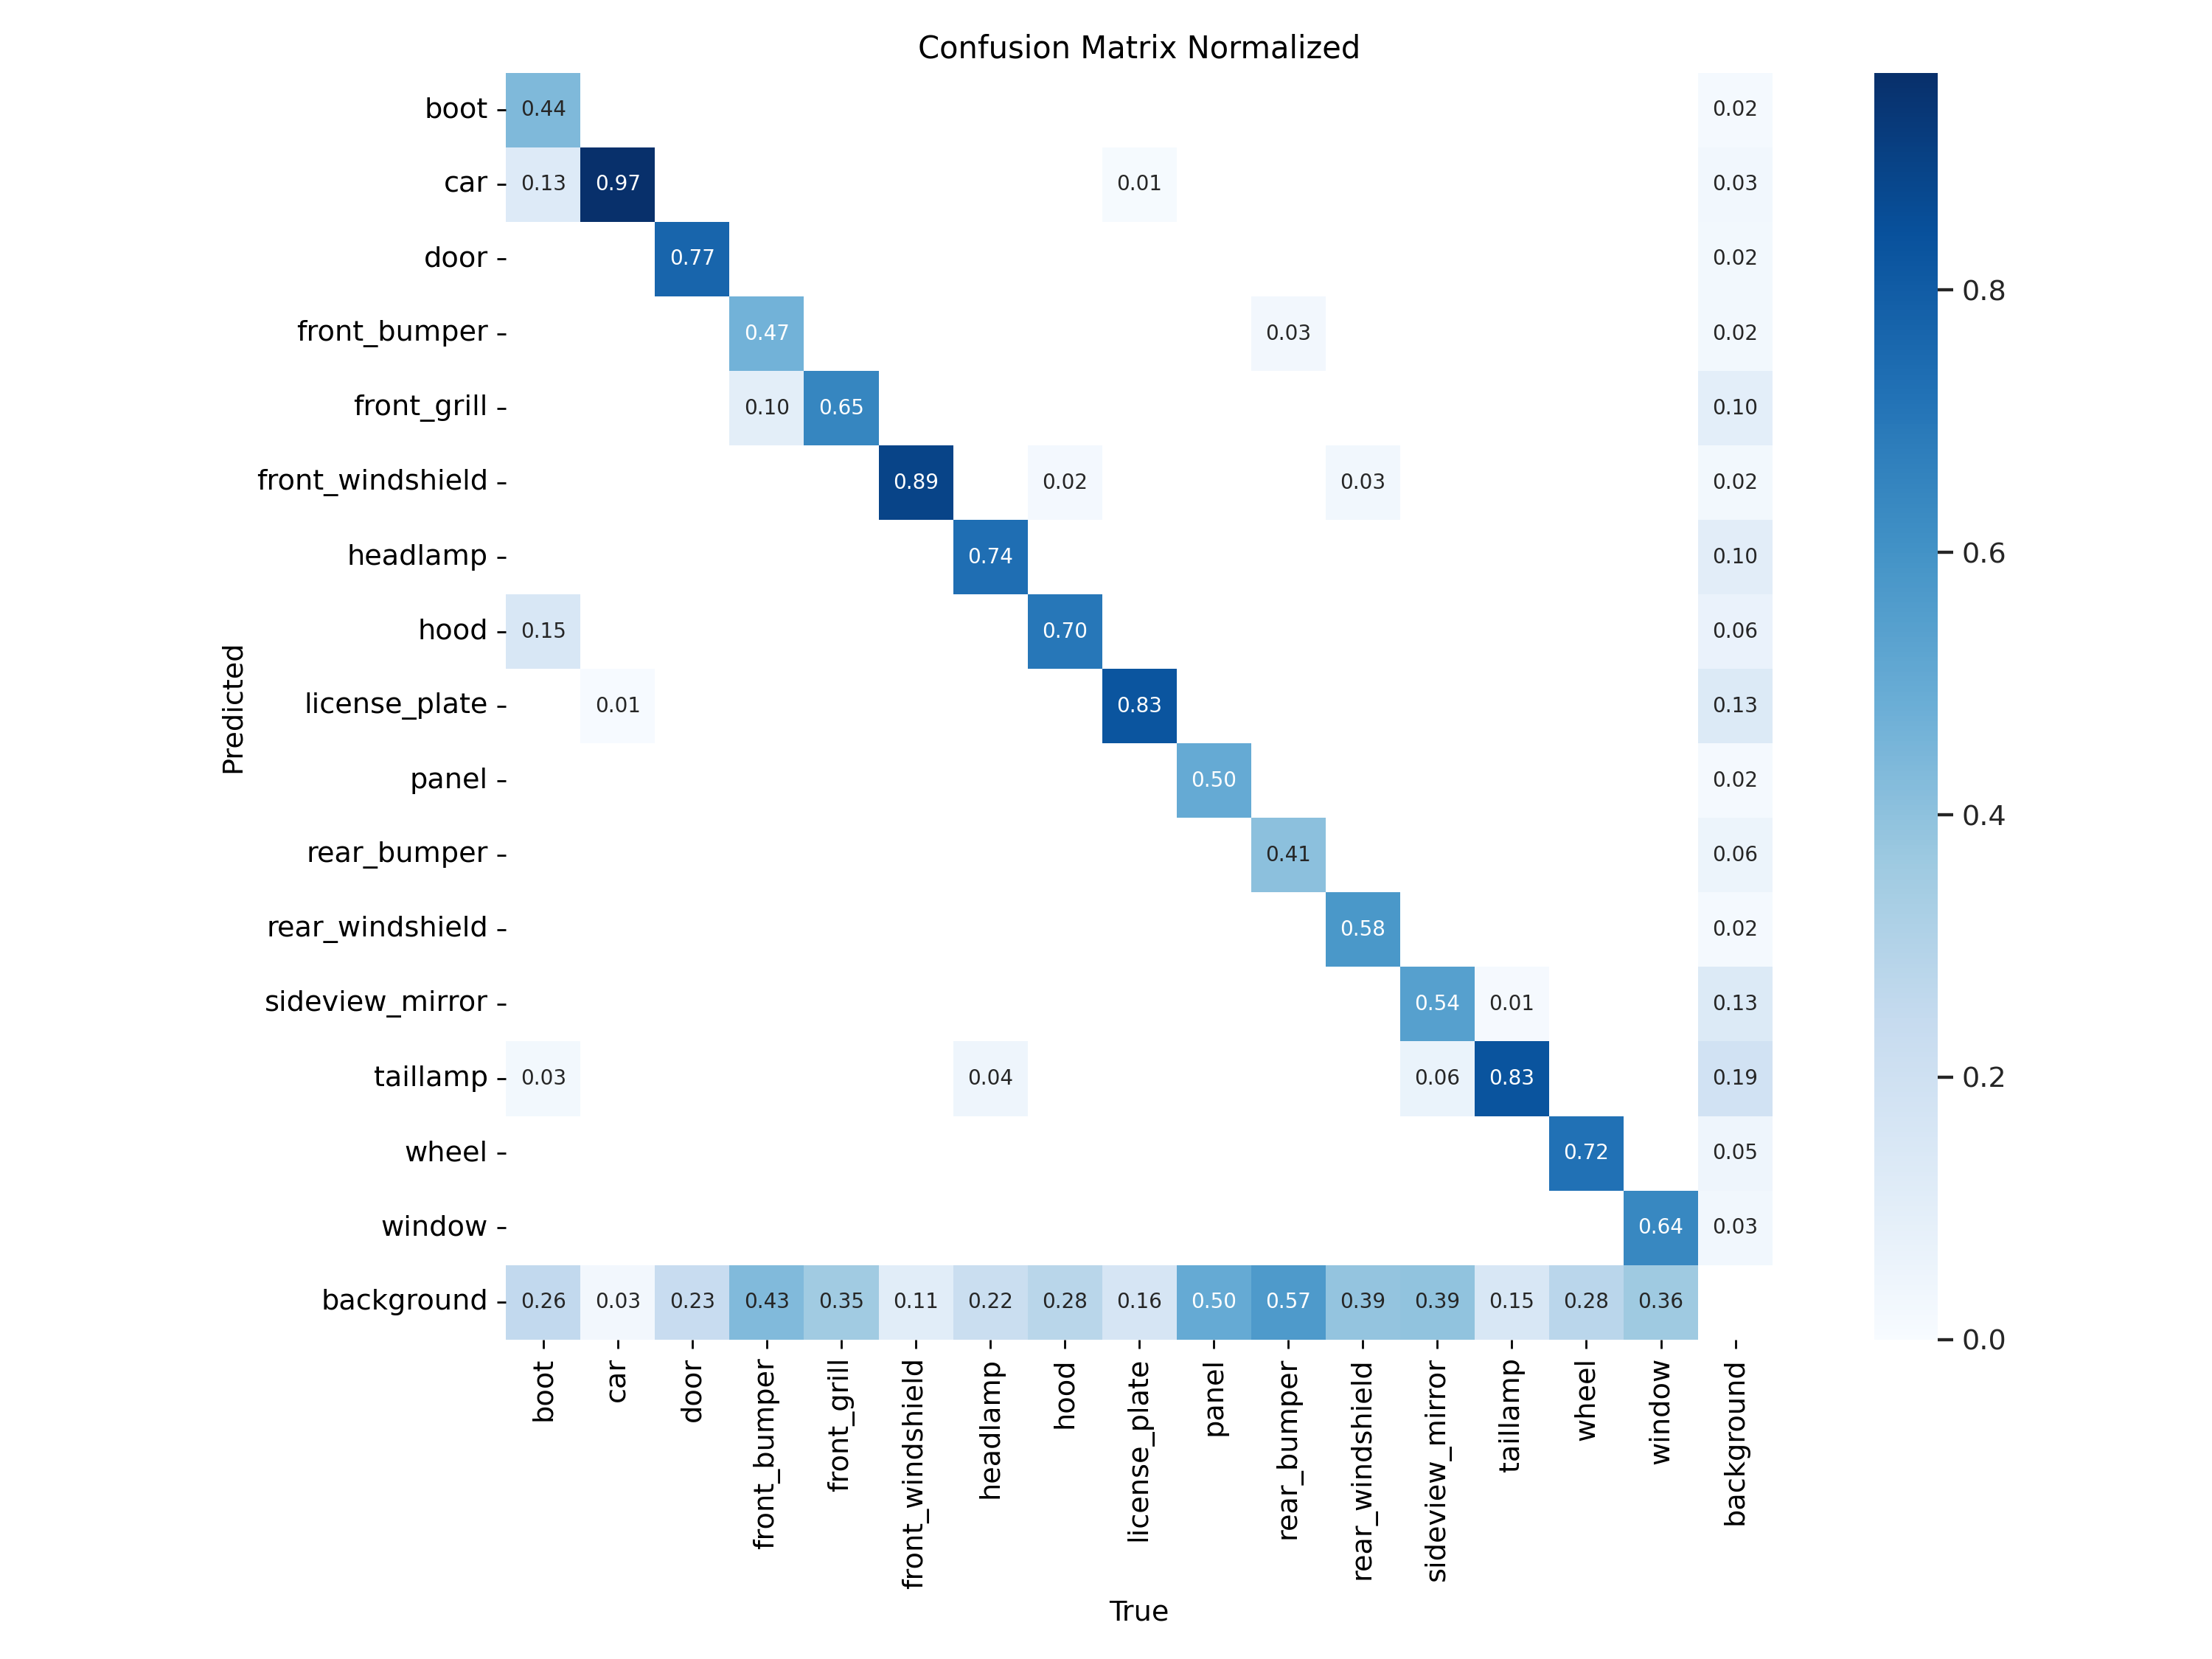 Confusion Matrix Normalized
boot 0.44 0.02
car 0.13 0.97 0.01 0.03
door 0.77 0.02
0.8
front_bumper 0.47 0.03 0.02
front_grill 0.10 0.65 0.10
front_windshield 0.89 0.02 0.03 0.02
headlamp 0.74 0.10
0.6
hood 0.15 0.70 0.06
Predicted
license_plate 0.01 0.83 0.13
panel 0.50 0.02
0.4
rear_bumper 0.41 0.06
rear_windshield 0.58 0.02
sideview_mirror 0.54 0.01 0.13
taillamp 0.03 0.04 0.06 0.83 0.19
0.2
wheel 0.72 0.05
window 0.64 0.03
background 0.26 0.03 0.23 0.43 0.35 0.11 0.22 0.28 0.16 0.50 0.57 0.39 0.39 0.15 0.28 0.36
0.0
boot
car
door
front_bumper
front_grill
front_windshield
headlamp
hood
license_plate
panel
rear_bumper
rear_windshield
sideview_mirror
taillamp
wheel
window
background
True